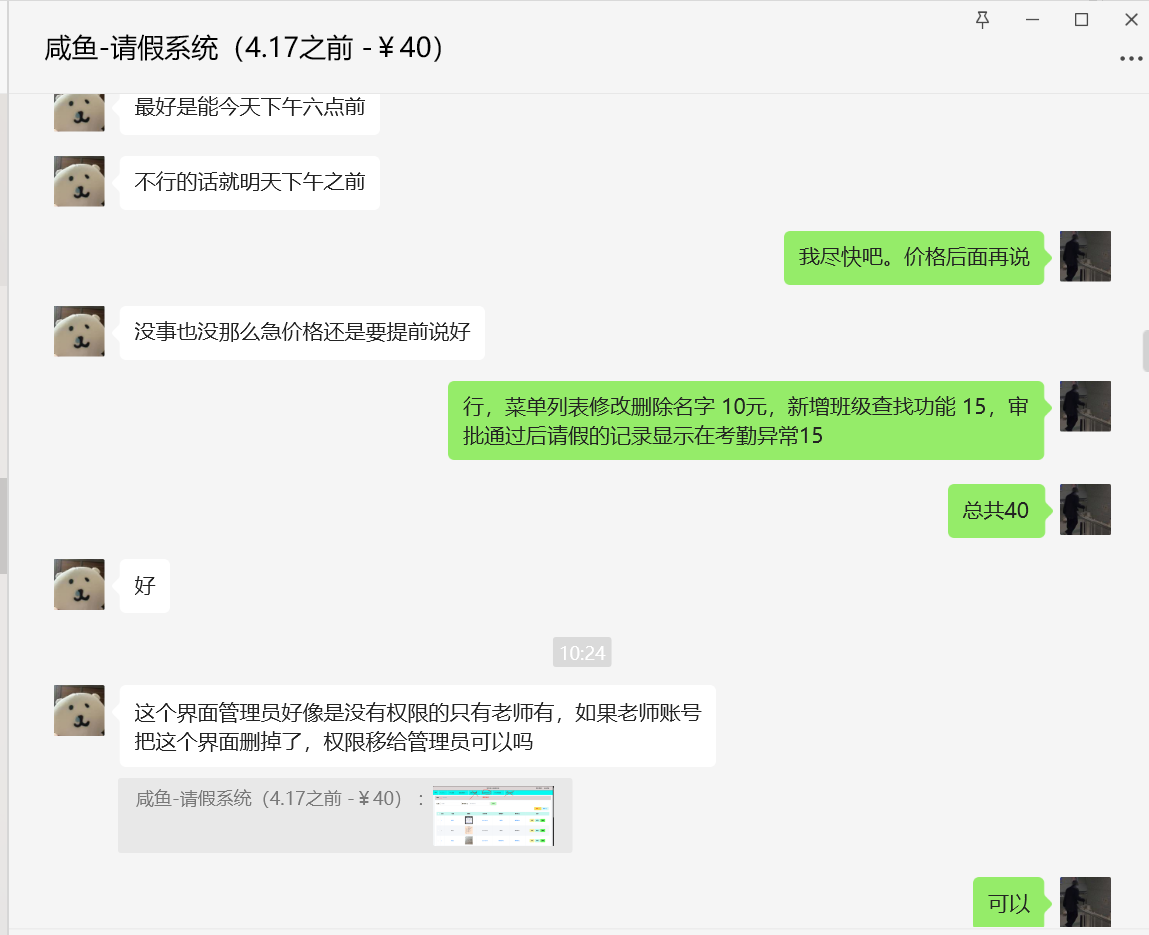 咸鱼-请假系统（4.17之前 -￥40）
最好是能今天下午六点前
不行的话就明天下午之前
我尽快吧。价格后面再说
没事也没那么急价格还是要提前说好
行，菜单列表修改删除名字 10元，新增班级查找功能 15，审
批通过后请假的记录显示在考勤异常15
总共40
好
10:24
这个界面管理员好像是没有权限的只有老师有，如果老师账号
把这个界面删掉了，权限移给管理员可以吗
咸鱼-请假系统（4.17之前 -￥40）：
可以